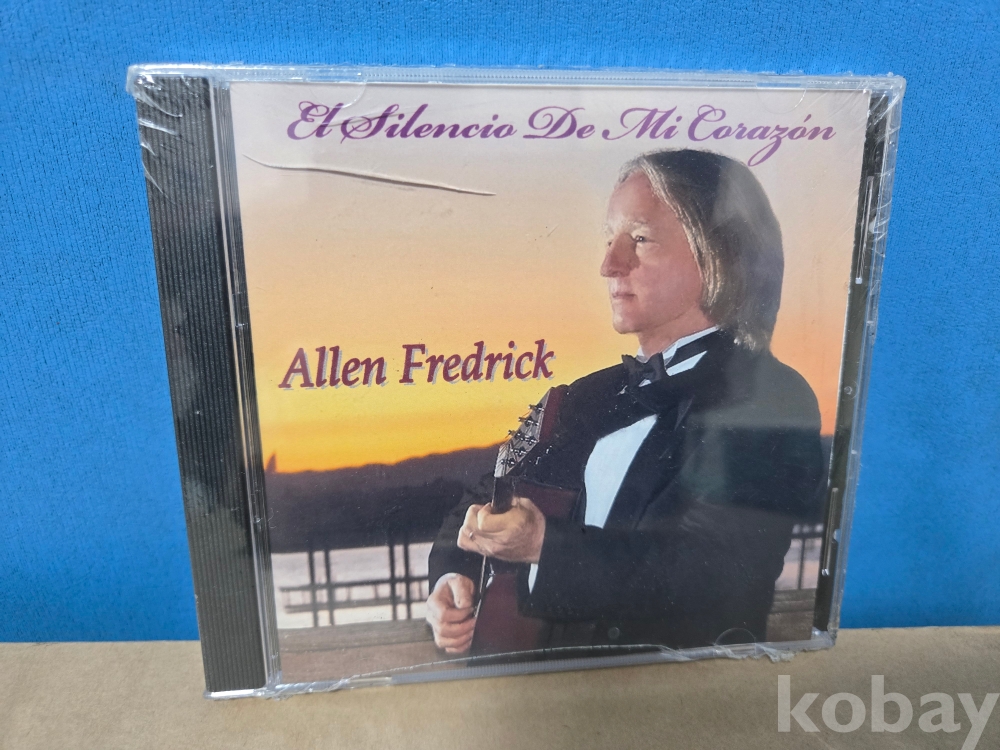 El Silencio De Mi Corazón
Allen Fredrick
kobay